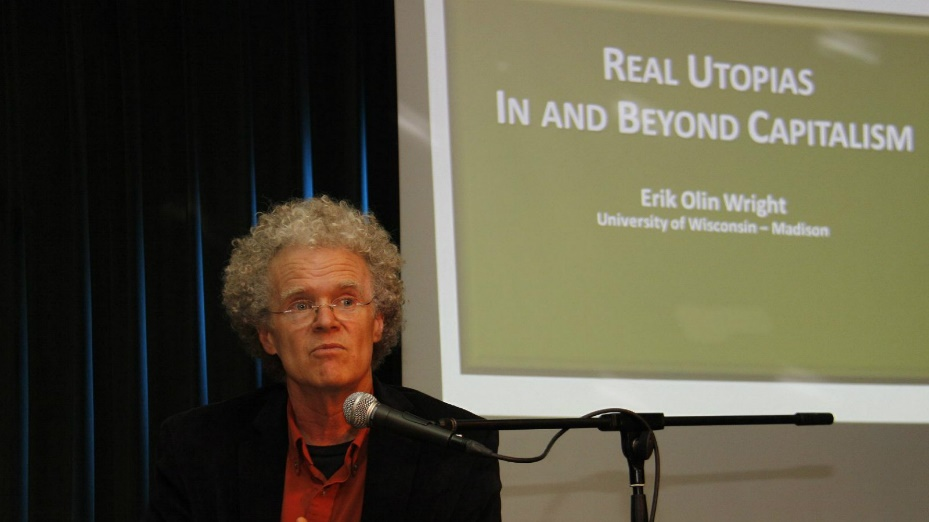 REAL UTOPIAS
IN AND BEYOND CAPITALISM
Erik Olin Wright
University of Wisconsin – Madison